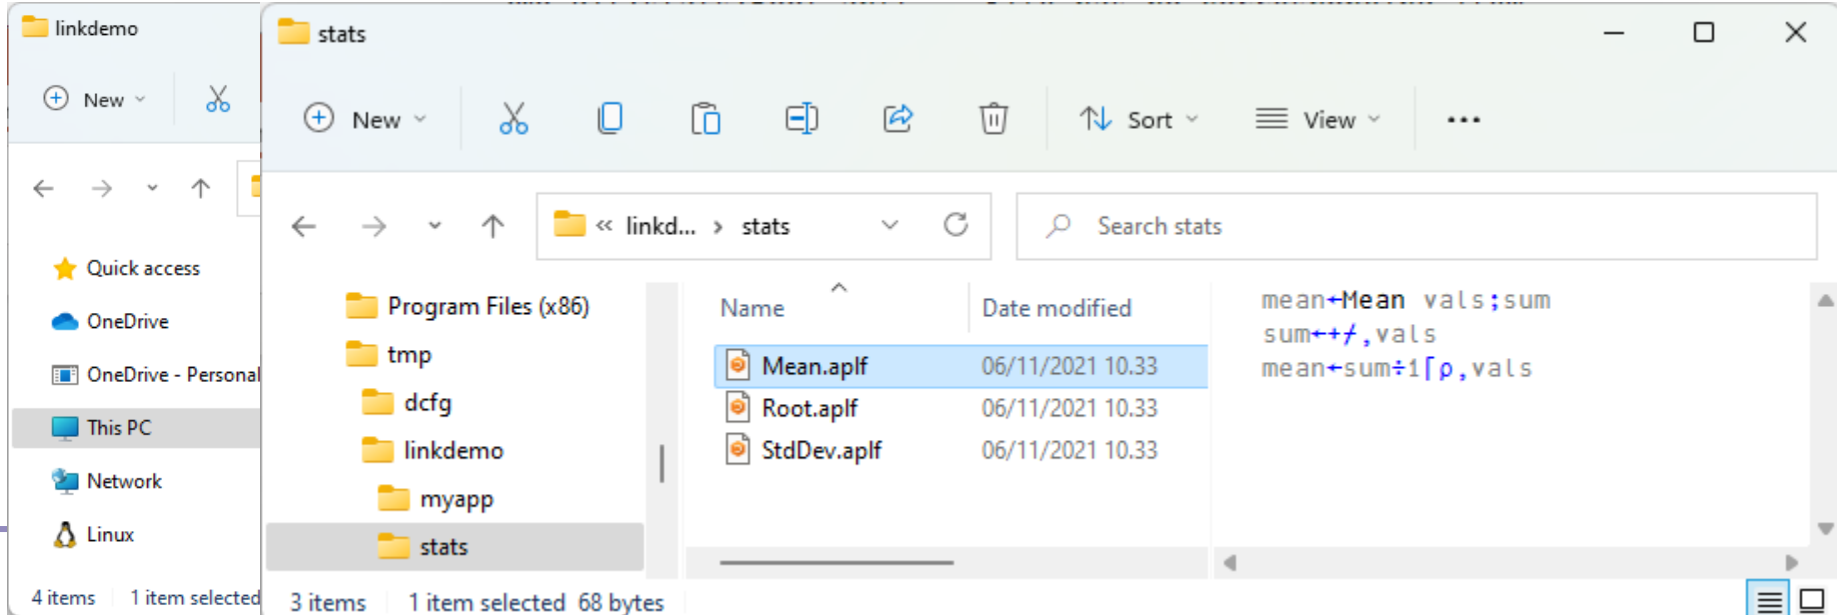 linkdemo
New
Quick access
OneDrive
OneDrive - Personal
This PC
Network
Linux
4 items 1 item selected
stats
New Sort View
« linkd... > stats
Search stats
Program Files (x86)
tmp
dcfg
linkdemo
myapp
stats
Name Date modified
Mean.aplf 06/11/2021 10.33
Root.aplf 06/11/2021 10.33
StdDev.aplf 06/11/2021 10.33
mean←Mean vals;sum
sum←+⌿,vals
mean←sum÷1⌈⍴,vals
3 items 1 item selected 68 bytes